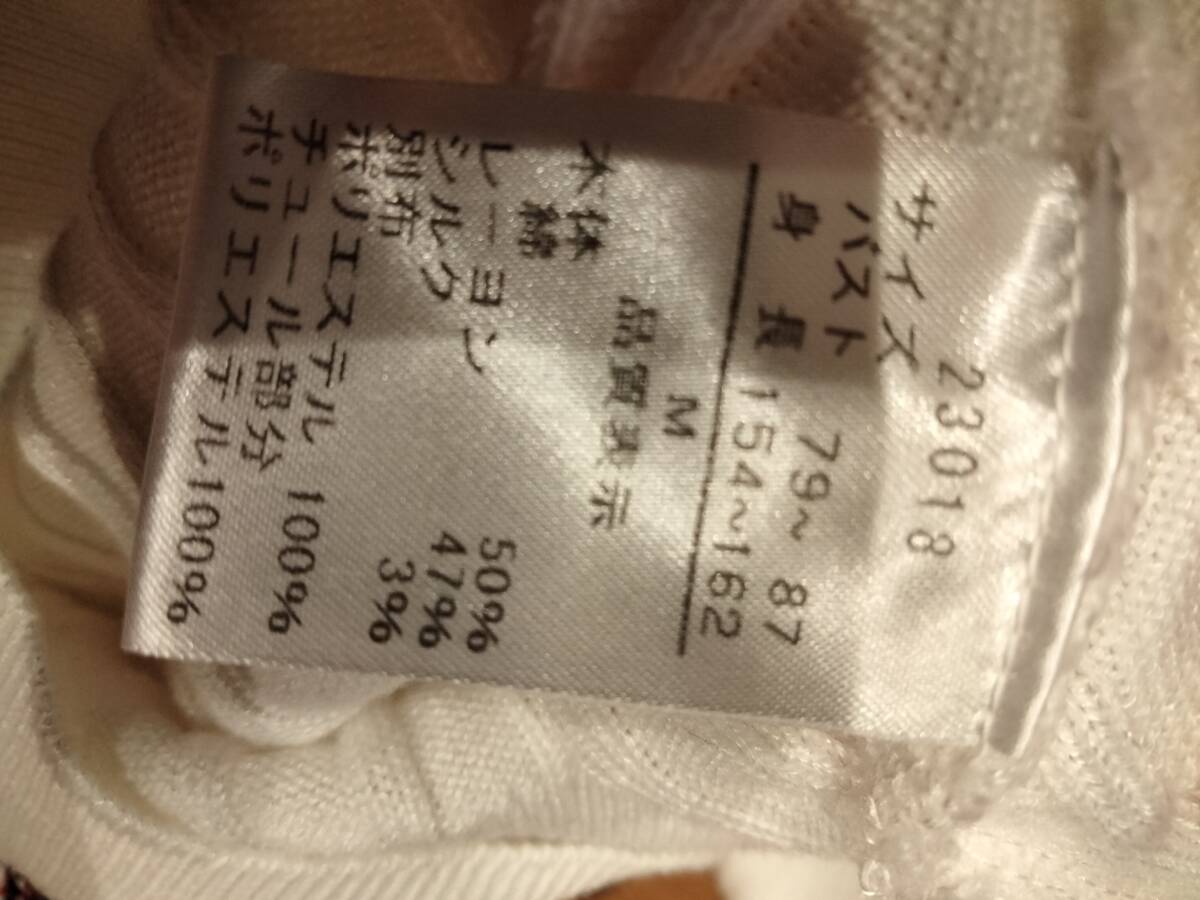 23018
サイズ
バスト 79~ 87
身 長 154~162
M
品質表示
本体
綿 50%
レーヨン 47%
シルク 3%
別布
ポリエステル 100%
チュール部分
ポリエステル100%